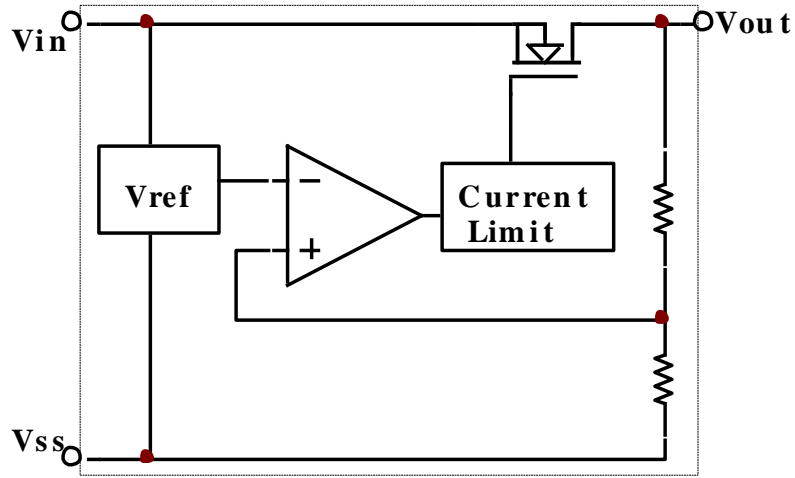 Vin
Vout
Vref
−
+
Current
Limit
Vss